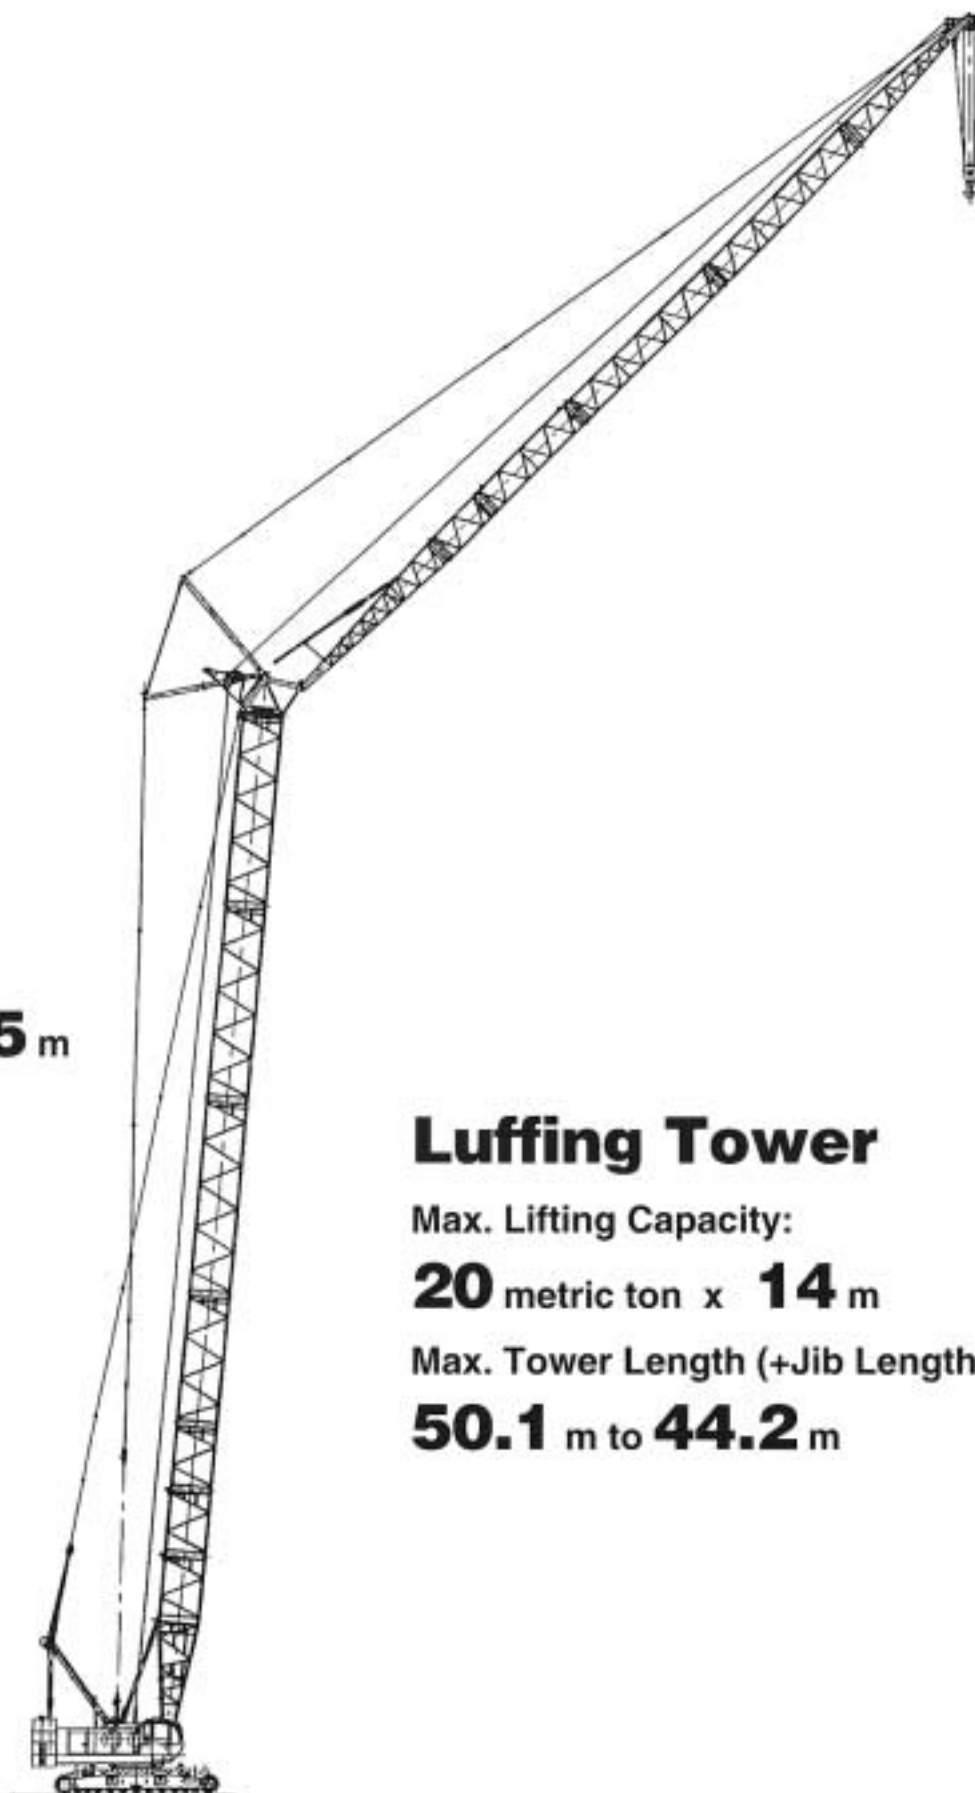 5 m
Luffing Tower
Max. Lifting Capacity:
20 metric ton x 14 m
Max. Tower Length (+Jib Length
50.1 m to 44.2 m